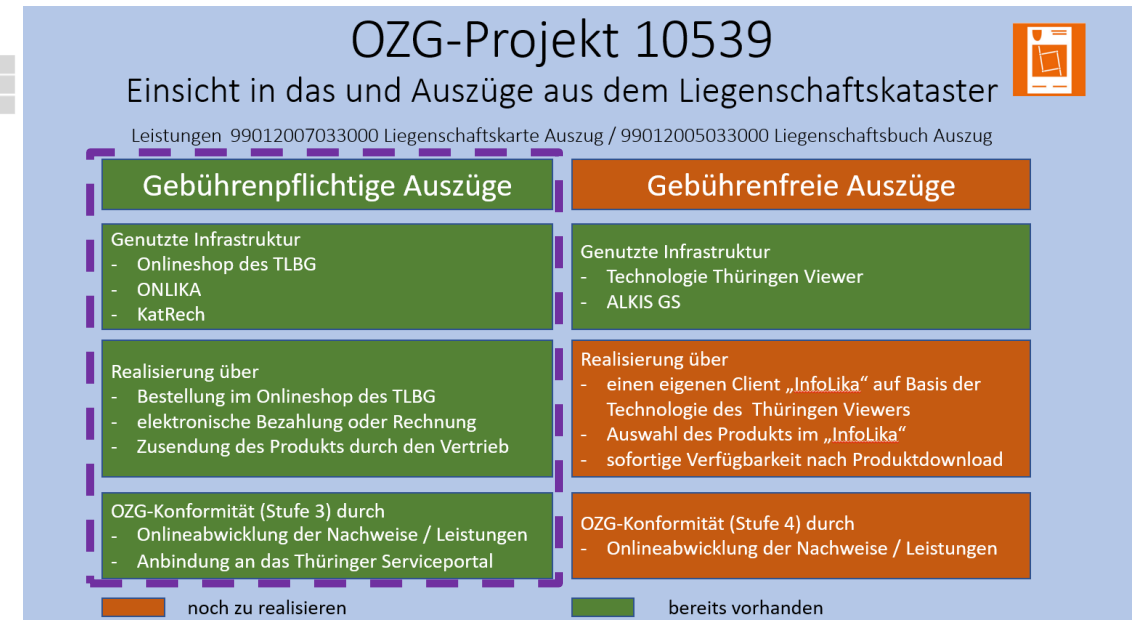 OZG-Projekt 10539
Einsicht in das und Auszüge aus dem Liegenschaftskataster
Leistungen 99012007033000 Liegenschaftskarte Auszug / 99012005033000 Liegenschaftsbuch Auszug
Gebührenpflichtige Auszüge
Genutzte Infrastruktur
- Onlineshop des TLBG
- ONLIKA
- KatRech
Realisierung über
- Bestellung im Onlineshop des TLBG
- elektronische Bezahlung oder Rechnung
- Zusendung des Produkts durch den Vertrieb
OZG-Konformität (Stufe 3) durch
- Onlineabwicklung der Nachweise / Leistungen
- Anbindung an das Thüringer Serviceportal
Gebührenfreie Auszüge
Genutzte Infrastruktur
- Technologie Thüringen Viewer
- ALKIS GS
Realisierung über
- einen eigenen Client „InfoLika“ auf Basis der
Technologie des Thüringen Viewers
- Auswahl des Produkts im „InfoLika“
- sofortige Verfügbarkeit nach Produktdownload
OZG-Konformität (Stufe 4) durch
- Onlineabwicklung der Nachweise / Leistungen
noch zu realisieren
bereits vorhanden